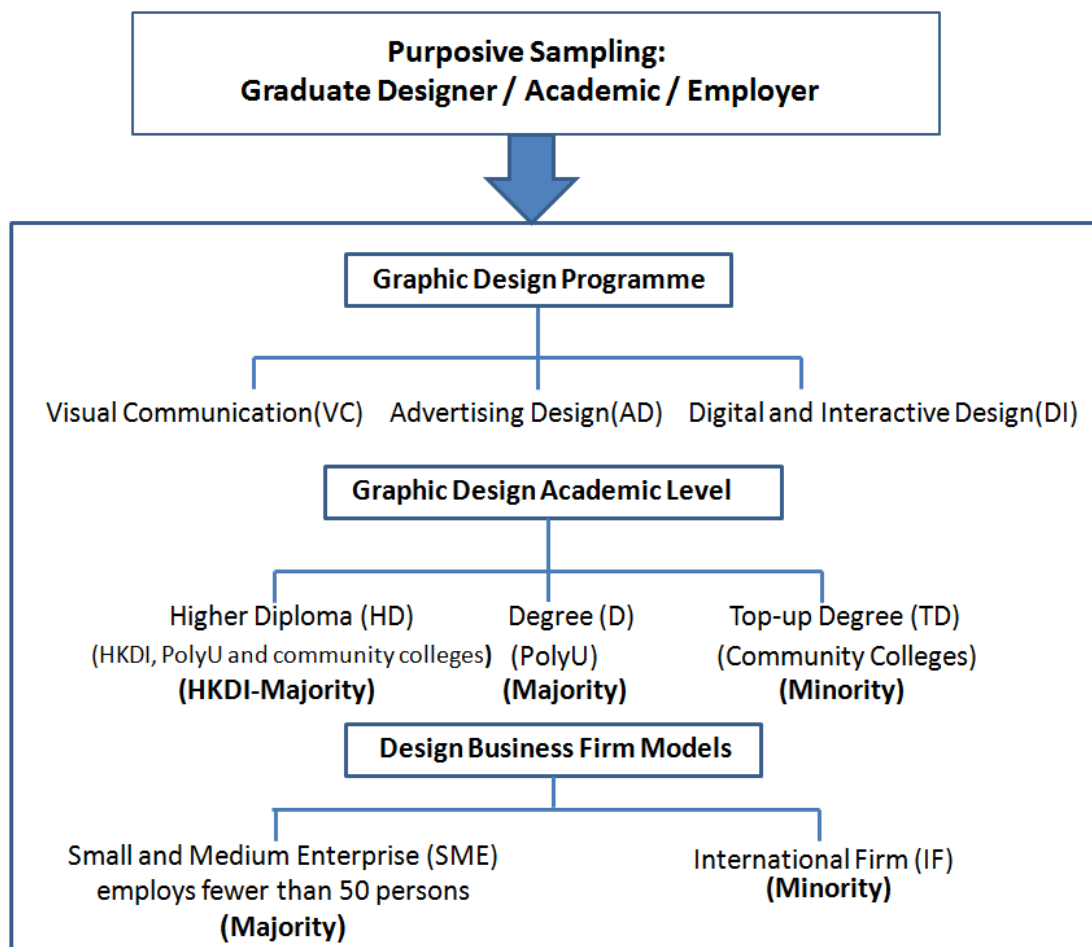 Purposive Sampling:
Graduate Designer / Academic / Employer
Graphic Design Programme
Visual Communication(VC)
Advertising Design(AD)
Digital and Interactive Design(DI)
Graphic Design Academic Level
Higher Diploma (HD)
(HKDI, PolyU and community colleges)
(HKDI-Majority)
Degree (D)
(PolyU)
(Majority)
Top-up Degree (TD)
(Community Colleges)
(Minority)
Design Business Firm Models
Small and Medium Enterprise (SME)
employs fewer than 50 persons
(Majority)
International Firm (IF)
(Minority)